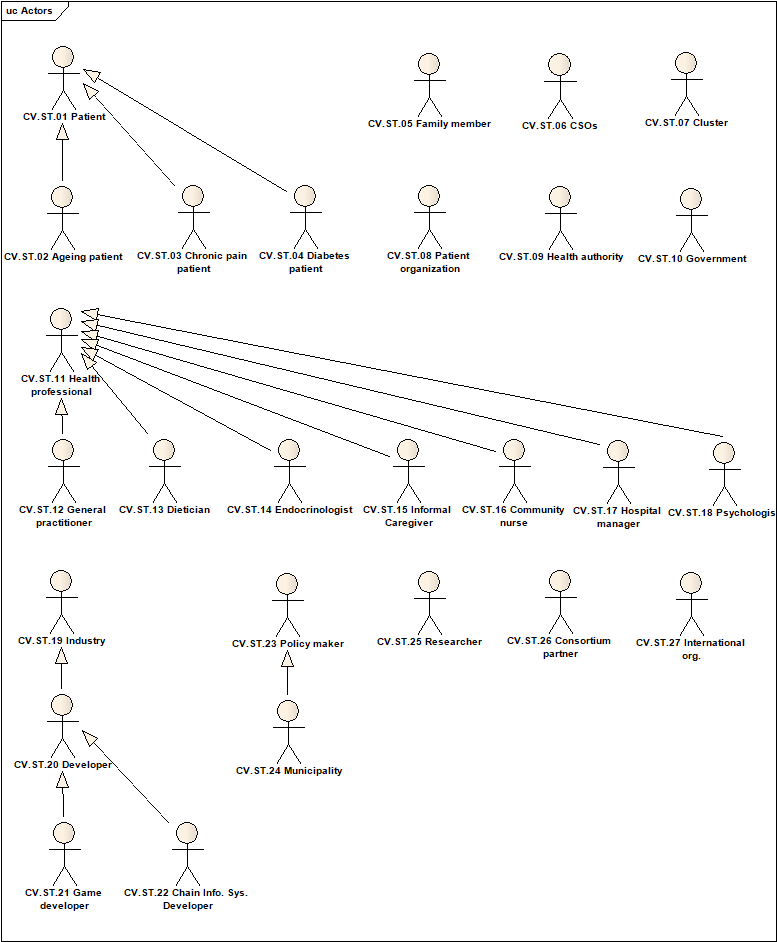 uc Actors
CV.ST.01 Patient
CV.ST.05 Family member
CV.ST.06 CSOs
CV.ST.07 Cluster
CV.ST.02 Ageing patient
CV.ST.03 Chronic pain
patient
CV.ST.04 Diabetes
patient
CV.ST.08 Patient
organization
CV.ST.09 Health authority
CV.ST.10 Government
CV.ST.11 Health
professional
CV.ST.12 General
practitioner
CV.ST.13 Dietician
CV.ST.14 Endocrinologist
CV.ST.15 Informal
Caregiver
CV.ST.16 Community
nurse
CV.ST.17 Hospital
manager
CV.ST.18 Psychologis
CV.ST.19 Industry
CV.ST.23 Policy maker
CV.ST.25 Researcher
CV.ST.26 Consortium
partner
CV.ST.27 International
org.
CV.ST.20 Developer
CV.ST.24 Municipality
CV.ST.21 Game
developer
CV.ST.22 Chain Info. Sys.
Developer